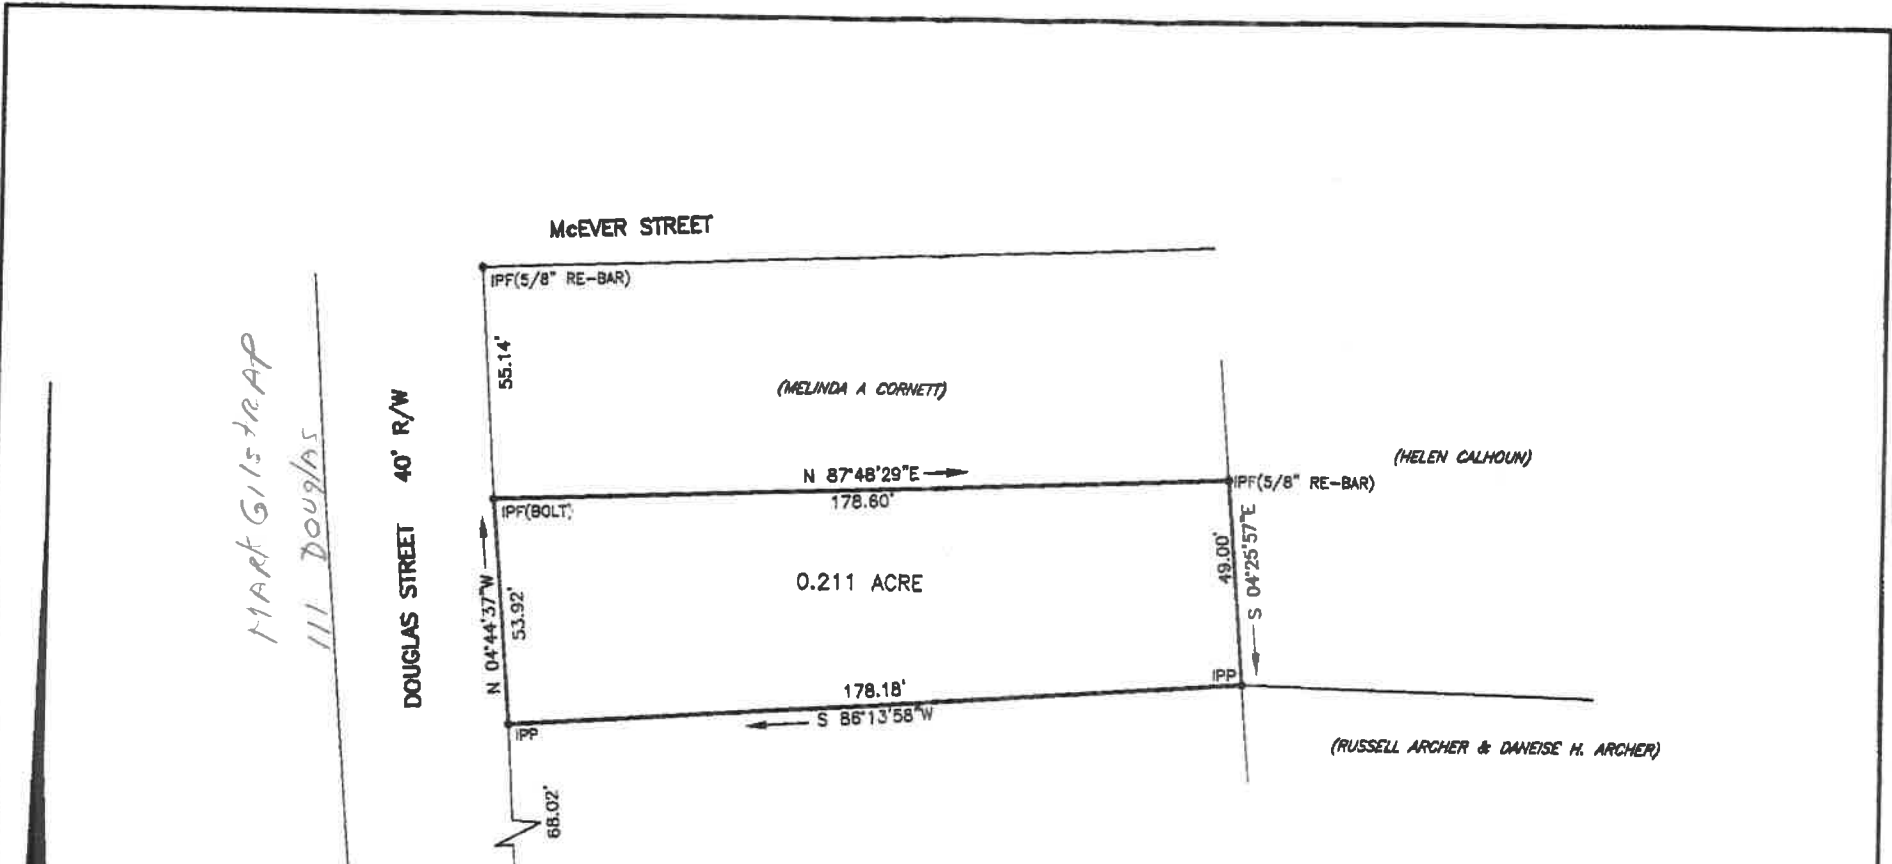 McEVER STREET
IPF(5/8" RE-BAR)
55.14'
(MELINDA A CORNETT)
MARK GILSTRAP
111 DOUGLAS
DOUGLAS STREET 40' R/W
N 87°48'29"E
178.60'
(HELEN CALHOUN)
IPF(5/8" RE-BAR)
IPF(BOLT)
N 04°44'37"W
53.92'
0.211 ACRE
49.00'
S 04°25'57"E
IPP
178.18'
S 86°13'58"W
IPP
(RUSSELL ARCHER & DANEISE H. ARCHER)
68.02'